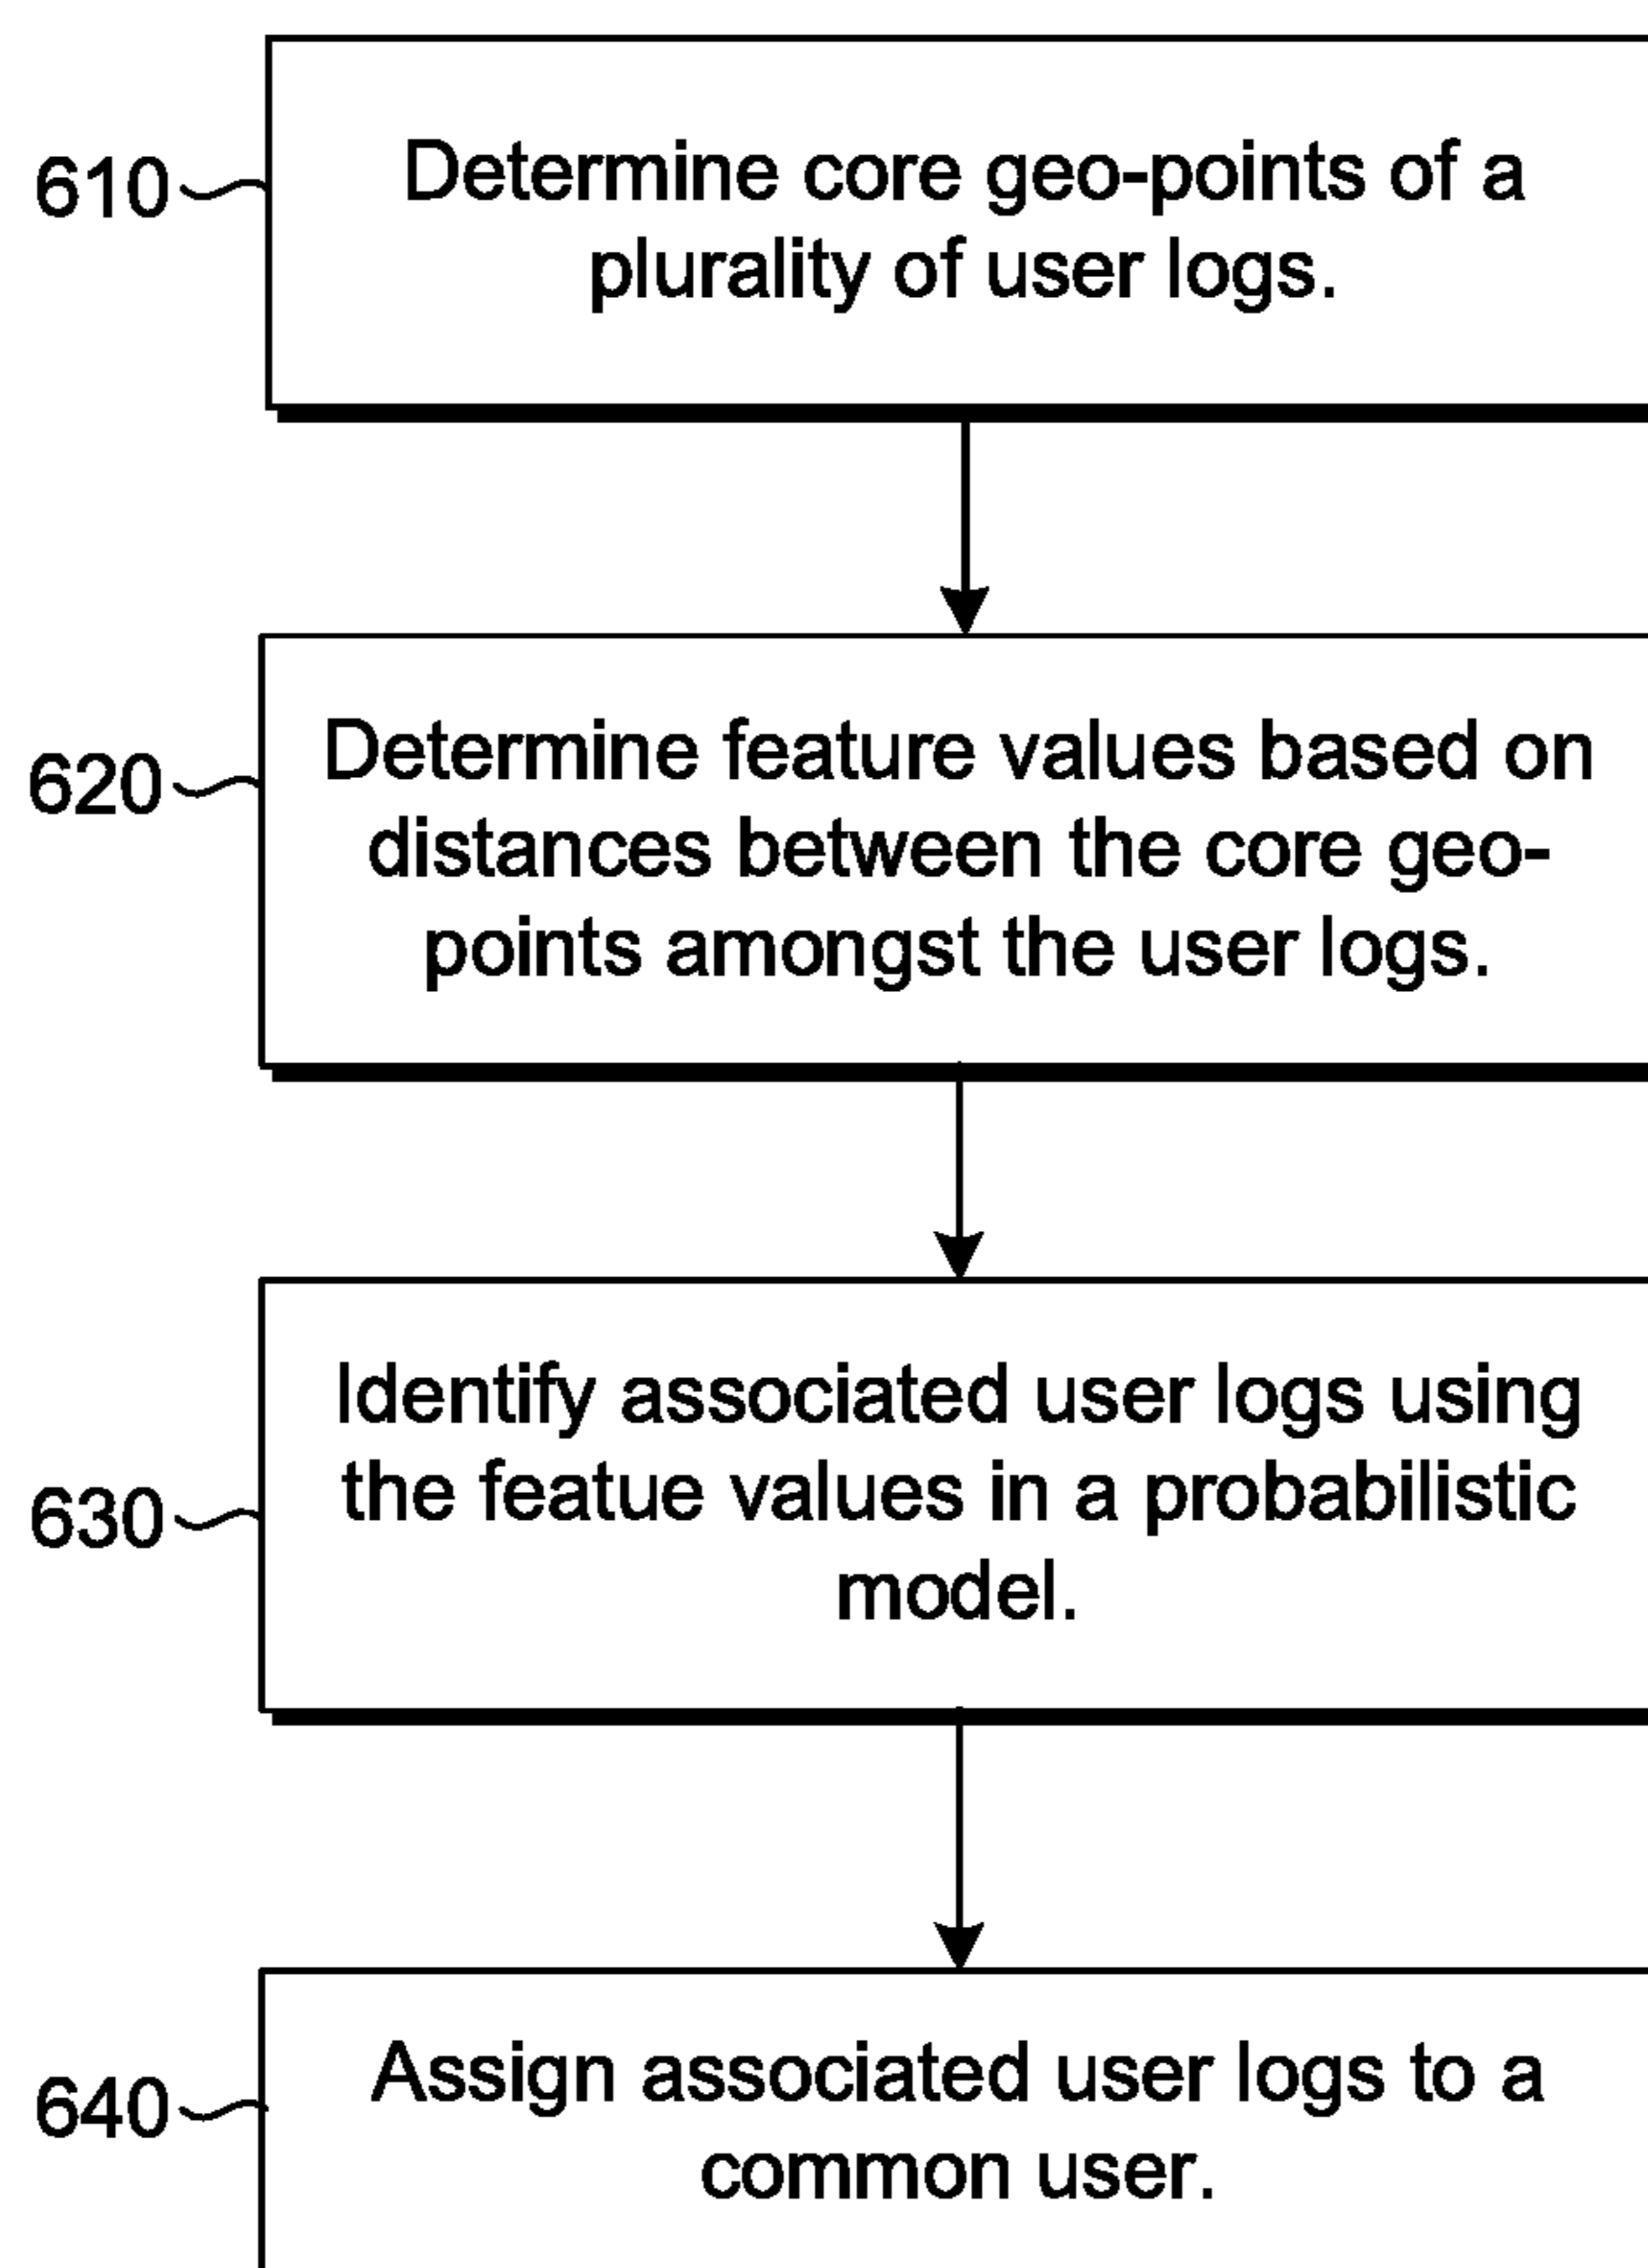 610
Determine core geo-points of a
plurality of user logs.
620
Determine feature values based on
distances between the core geo-
points amongst the user logs.
630
Identify associated user logs using
the featue values in a probabilistic
model.
640
Assign associated user logs to a
common user.